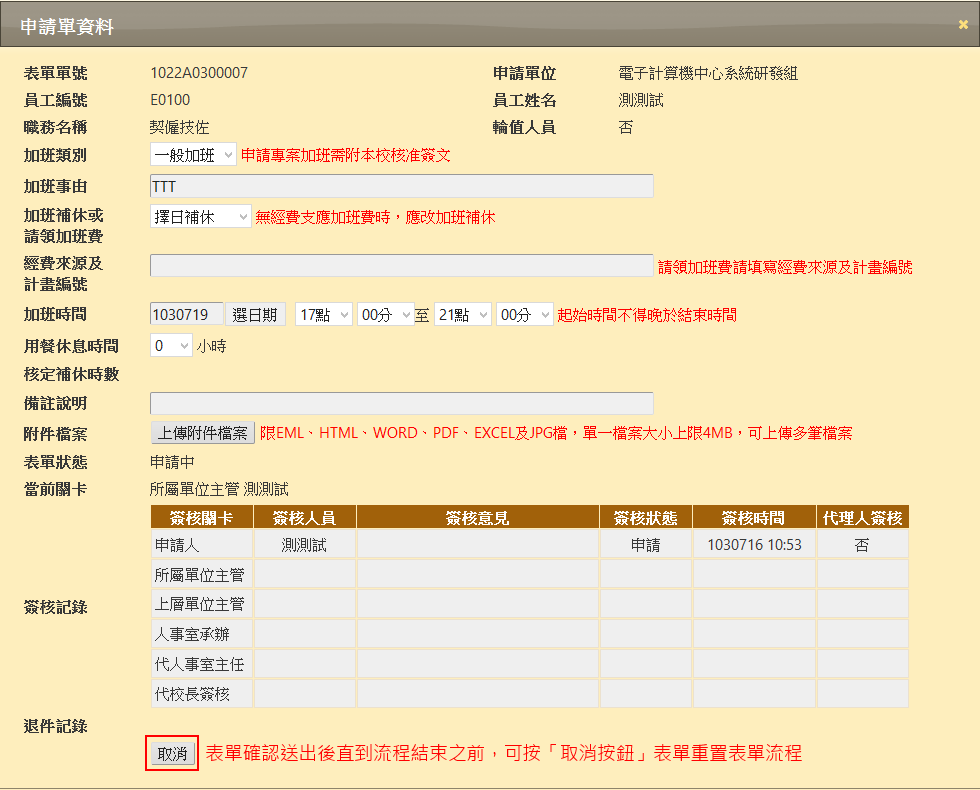 申請單資料
表單單號 1022A0300007 申請單位 電子計算機中心系統研發組
員工編號 E0100 員工姓名 測測試
職務名稱 契僱技佐 輪值人員 否
加班類別 一般加班 申請專案加班需附本校核准簽文
加班事由 TTT
加班補休或
請領加班費 擇日補休 無經費支應加班費時，應改加班補休
經費來源及
計畫編號 請領加班費請填寫經費來源及計畫編號
加班時間 1030719 選日期 17點 00分 至 21點 00分 起始時間不得晚於結束時間
用餐休息時間 0 小時
核定補休時數
備註說明
附件檔案 上傳附件檔案 限EML、HTML、WORD、PDF、EXCEL及JPG檔，單一檔案大小上限4MB，可上傳多筆檔案
表單狀態 申請中
當前關卡 所屬單位主管 測測試
簽核關卡 簽核人員 簽核意見 簽核狀態 簽核時間 代理人簽核
申請人 測測試 申請 1030716 10:53 否
所屬單位主管
上層單位主管
簽核記錄
人事室承辦
代人事室主任
代校長簽核
退件記錄
取消 表單確認送出後直到流程結束之前，可按「取消按鈕」表單重置表單流程